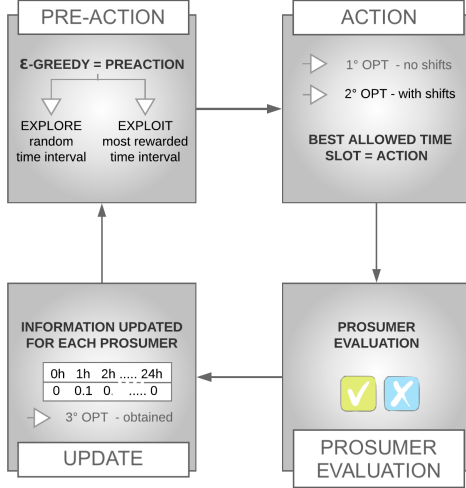 PRE-ACTION
ε-GREEDY = PREACTION
EXPLORE
random
time interval
EXPLOIT
most rewarded
time interval
ACTION
1° OPT - no shifts
2° OPT - with shifts
BEST ALLOWED TIME
SLOT = ACTION
INFORMATION UPDATED
FOR EACH PROSUMER
0h 1h 2h ..... 24h
0 0.1 0. ..... 0
3° OPT - obtained
UPDATE
PROSUMER
EVALUATION
PROSUMER
EVALUATION